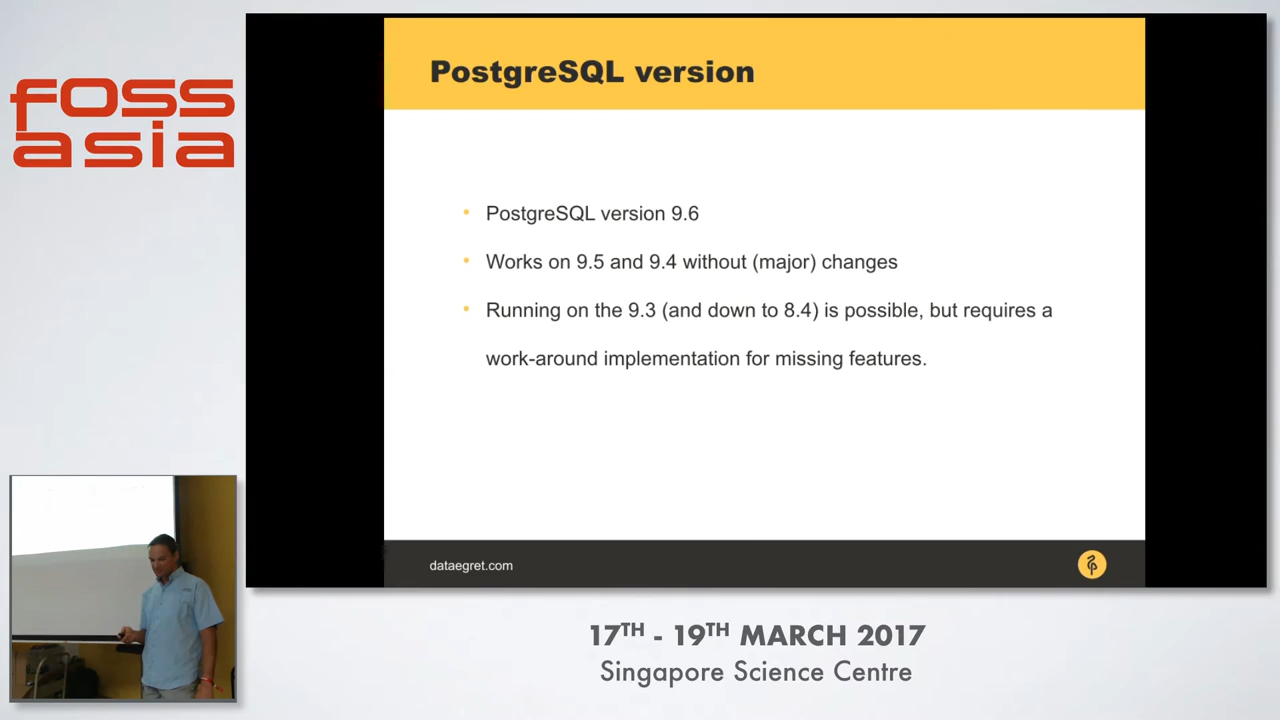 foss
asia
PostgreSQL version
• PostgreSQL version 9.6
• Works on 9.5 and 9.4 without (major) changes
• Running on the 9.3 (and down to 8.4) is possible, but requires a
work-around implementation for missing features.
dataegret.com
17TH - 19TH MARCH 2017
Singapore Science Centre